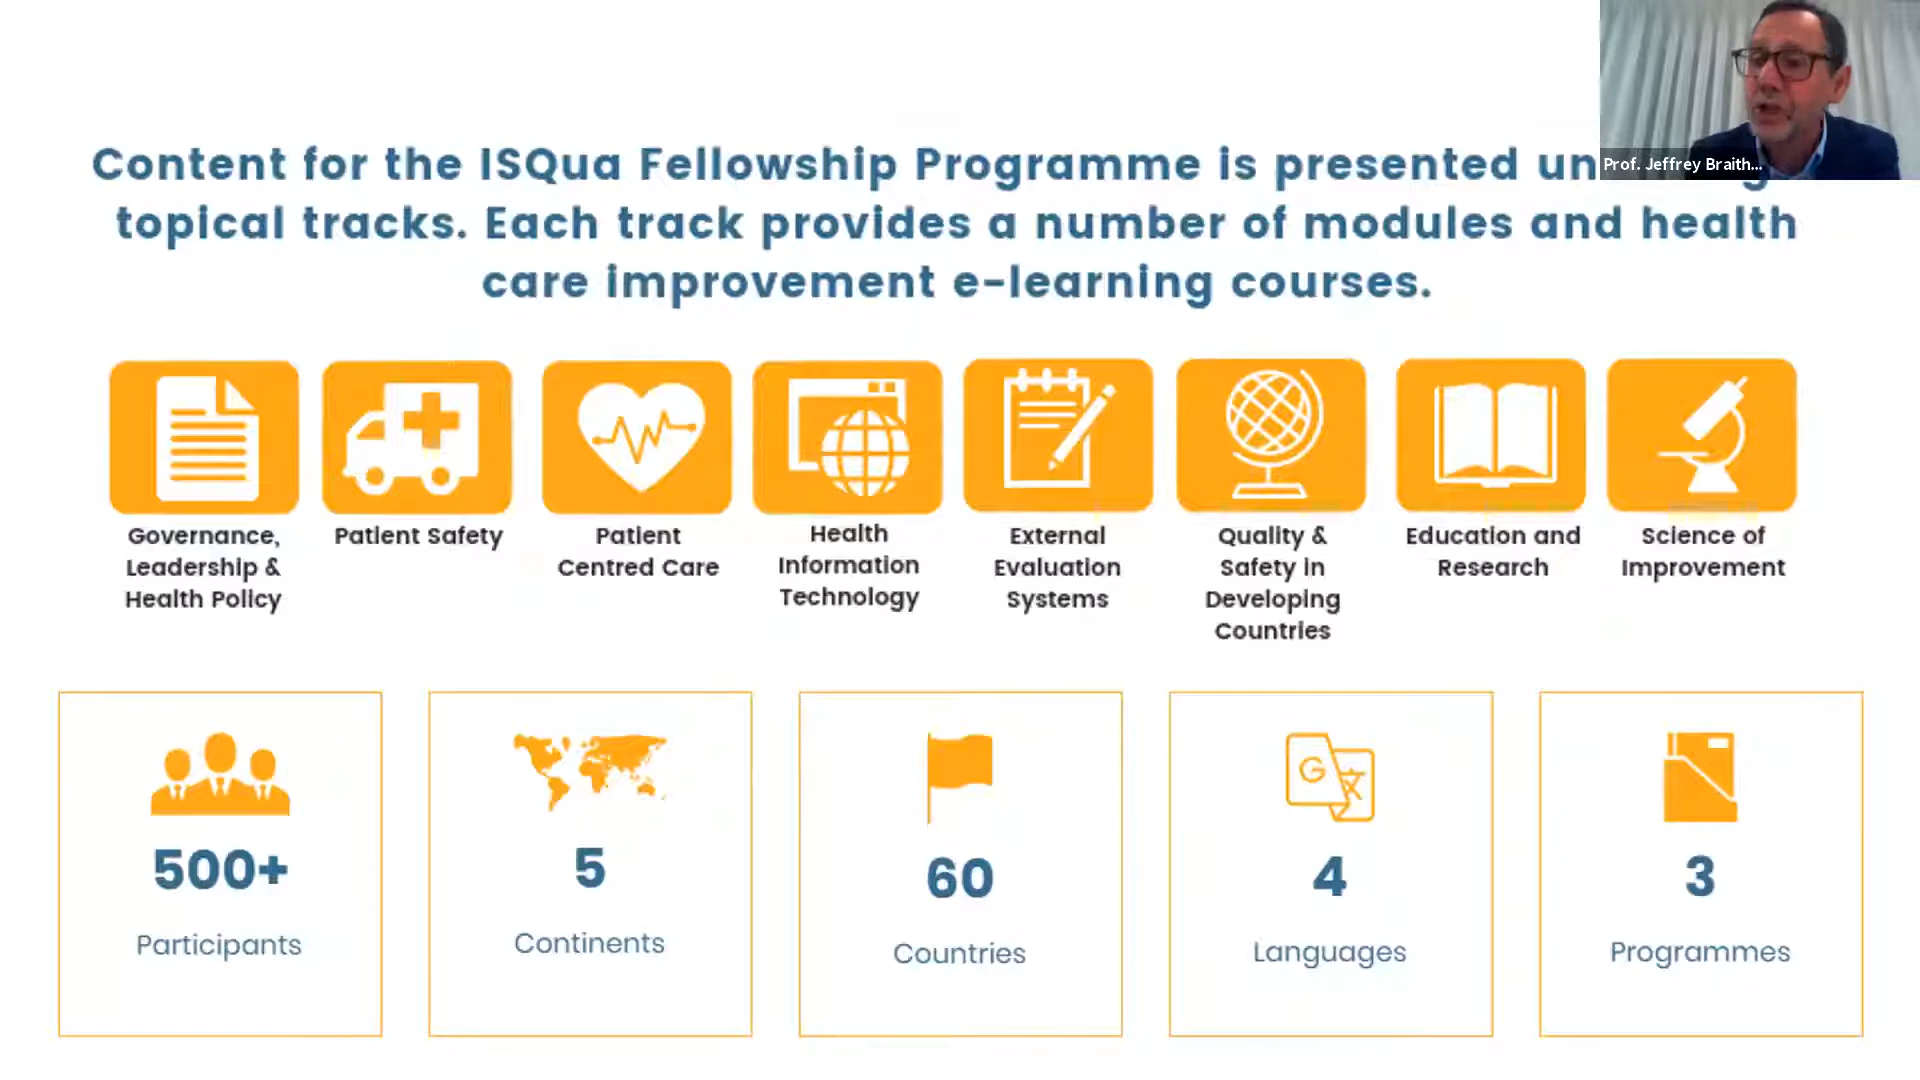 Prof. Jeffrey Braith...
Content for the ISQua Fellowship Programme is presented
topical tracks. Each track provides a number of modules and health
care improvement e-learning courses.
Governance,
Leadership &
Health Policy
Patient Safety
Patient
Centred Care
Health
Information
Technology
External
Evaluation
Systems
Quality &
Safety in
Developing
Countries
Education and
Research
Science of
Improvement
500+
Participants
5
Continents
60
Countries
G 文
4
Languages
3
Programmes